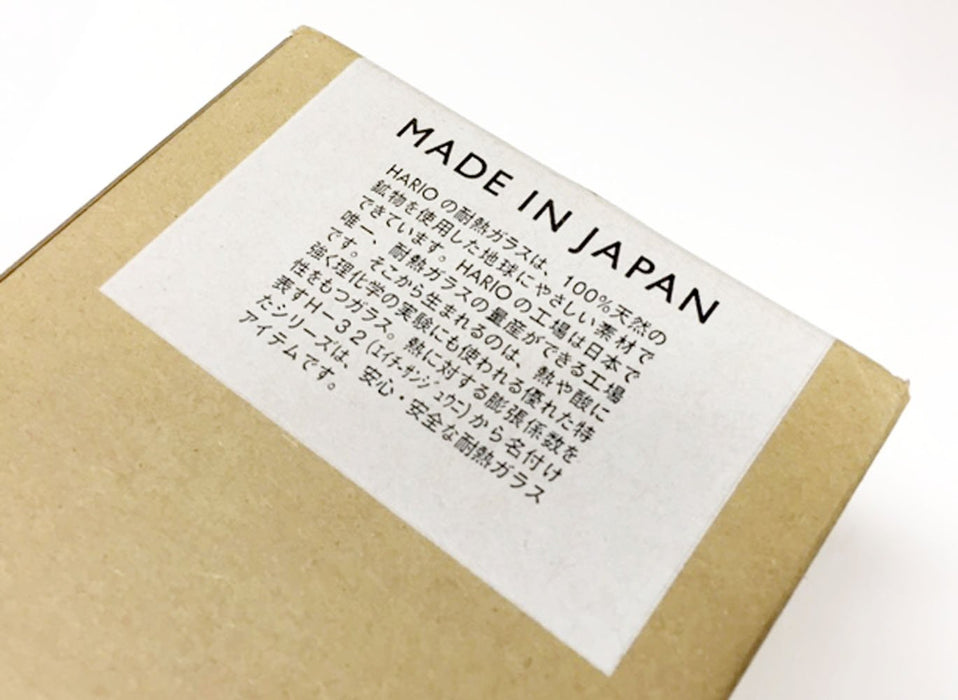 MADE IN JAPAN
HARIO の耐熱ガラスは、100%天然の
鉱物を使用した地球にやさしい素材で
できています。HARIO の工場は日本で
唯一、耐熱ガラスの量産ができる工場
です。そこから生まれるのは、熱や酸に
強く理化学の実験にも使われる優れた特
性をもつガラス。熱に対する膨張係数を
表すH－32(エイチ・サンジュウニ)から名付け
たシリーズは、安心・安全な耐熱ガラス
アイテムです。